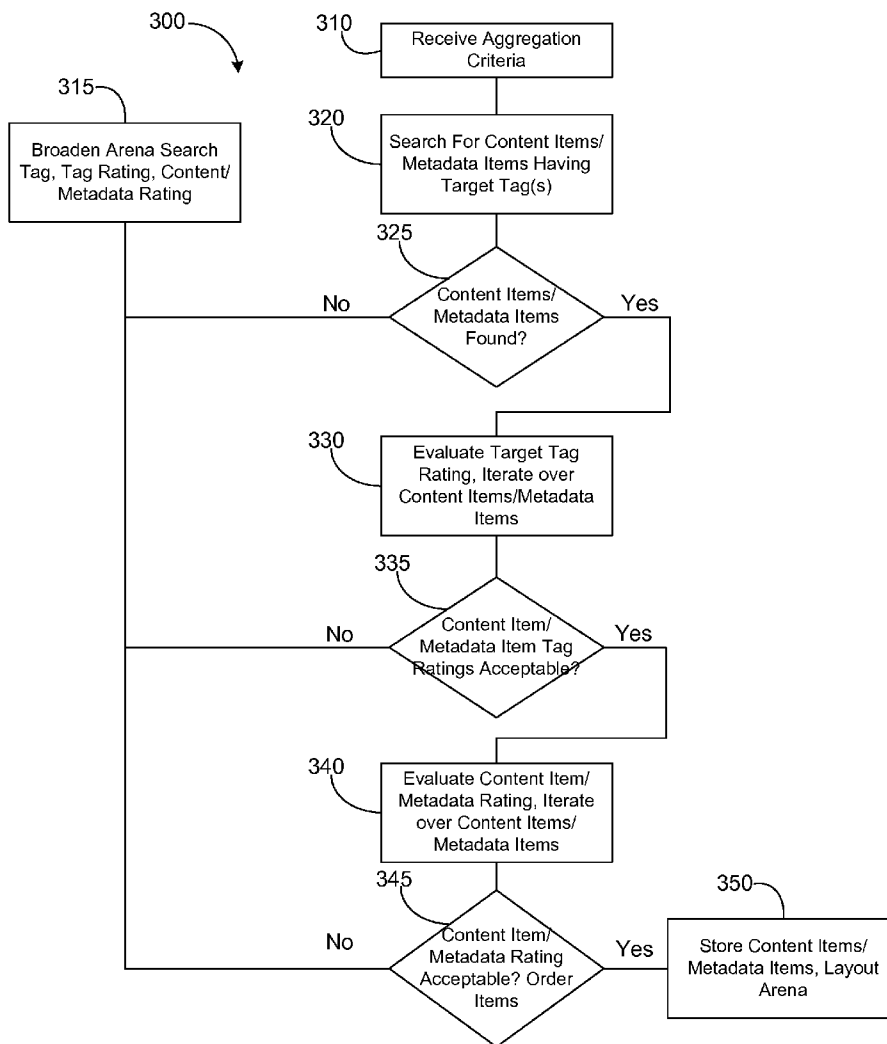 300
310
Receive Aggregation
Criteria
315
Broaden Arena Search
Tag, Tag Rating, Content/
Metadata Rating
320
Search For Content Items/
Metadata Items Having
Target Tag(s)
325
No
Content Items/
Metadata Items
Found?
Yes
330
Evaluate Target Tag
Rating, Iterate over
Content Items/Metadata
Items
335
No
Content Item/
Metadata Item Tag
Ratings Acceptable?
Yes
340
Evaluate Content Item/
Metadata Rating, Iterate
over Content Items/
Metadata Items
345
No
Content Item/
Metadata Rating
Acceptable? Order
Items
Yes
350
Store Content Items/
Metadata Items, Layout
Arena